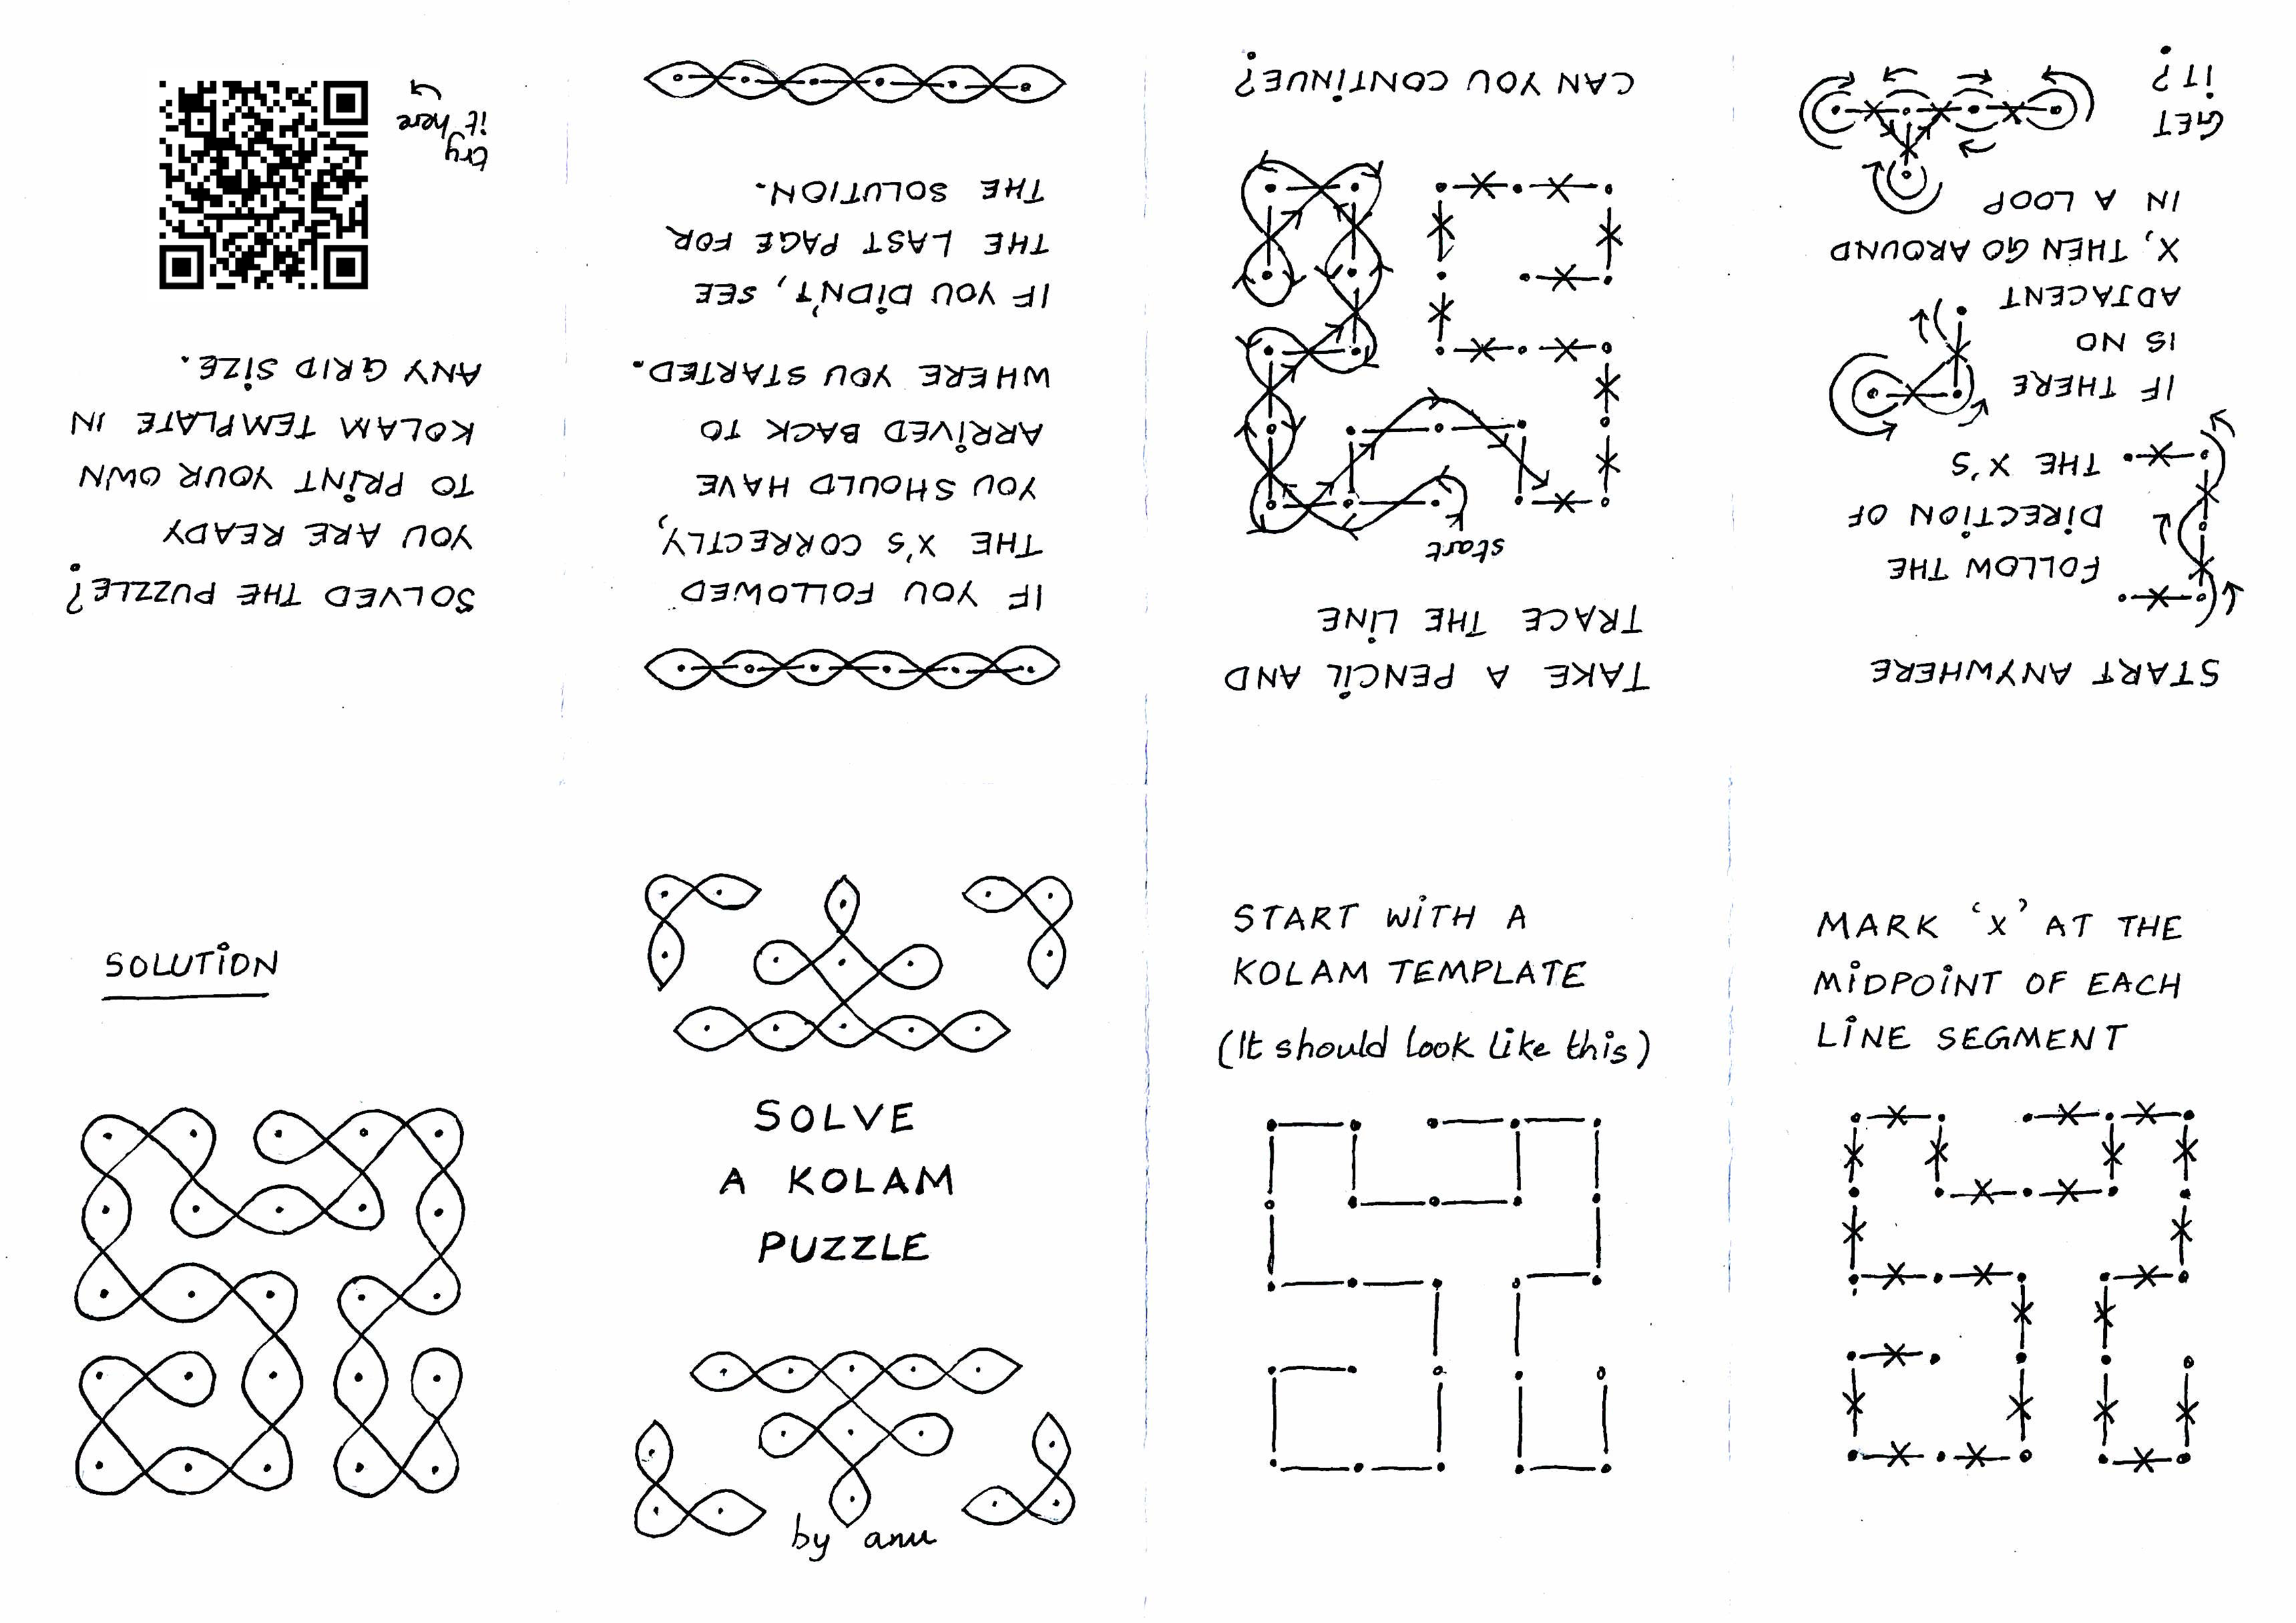 SOLVE
A KOLAM
PUZZLE
by anu
START WITH A
KOLAM TEMPLATE
(It should look like this)
MARK ‘X’ AT THE
MIDPOINT OF EACH
LINE SEGMENT
START ANYWHERE
FOLLOW THE
DIRECTION OF
THE X'S
IF THERE
IS NO
ADJACENT
X, THEN GO AROUND
IN A LOOP
GET
IT?
TAKE A PENCIL AND
TRACE THE LINE
start
CAN YOU CONTINUE?
IF YOU FOLLOWED
THE X'S CORRECTLY,
YOU SHOULD HAVE
ARRIVED BACK TO
WHERE YOU STARTED.
IF YOU DIDN'T, SEE
THE LAST PAGE FOR
THE SOLUTION.
SOLVED THE PUZZLE?
YOU ARE READY
TO PRINT YOUR OWN
KOLAM TEMPLATE IN
ANY GRID SIZE.
try
it here
SOLUTION